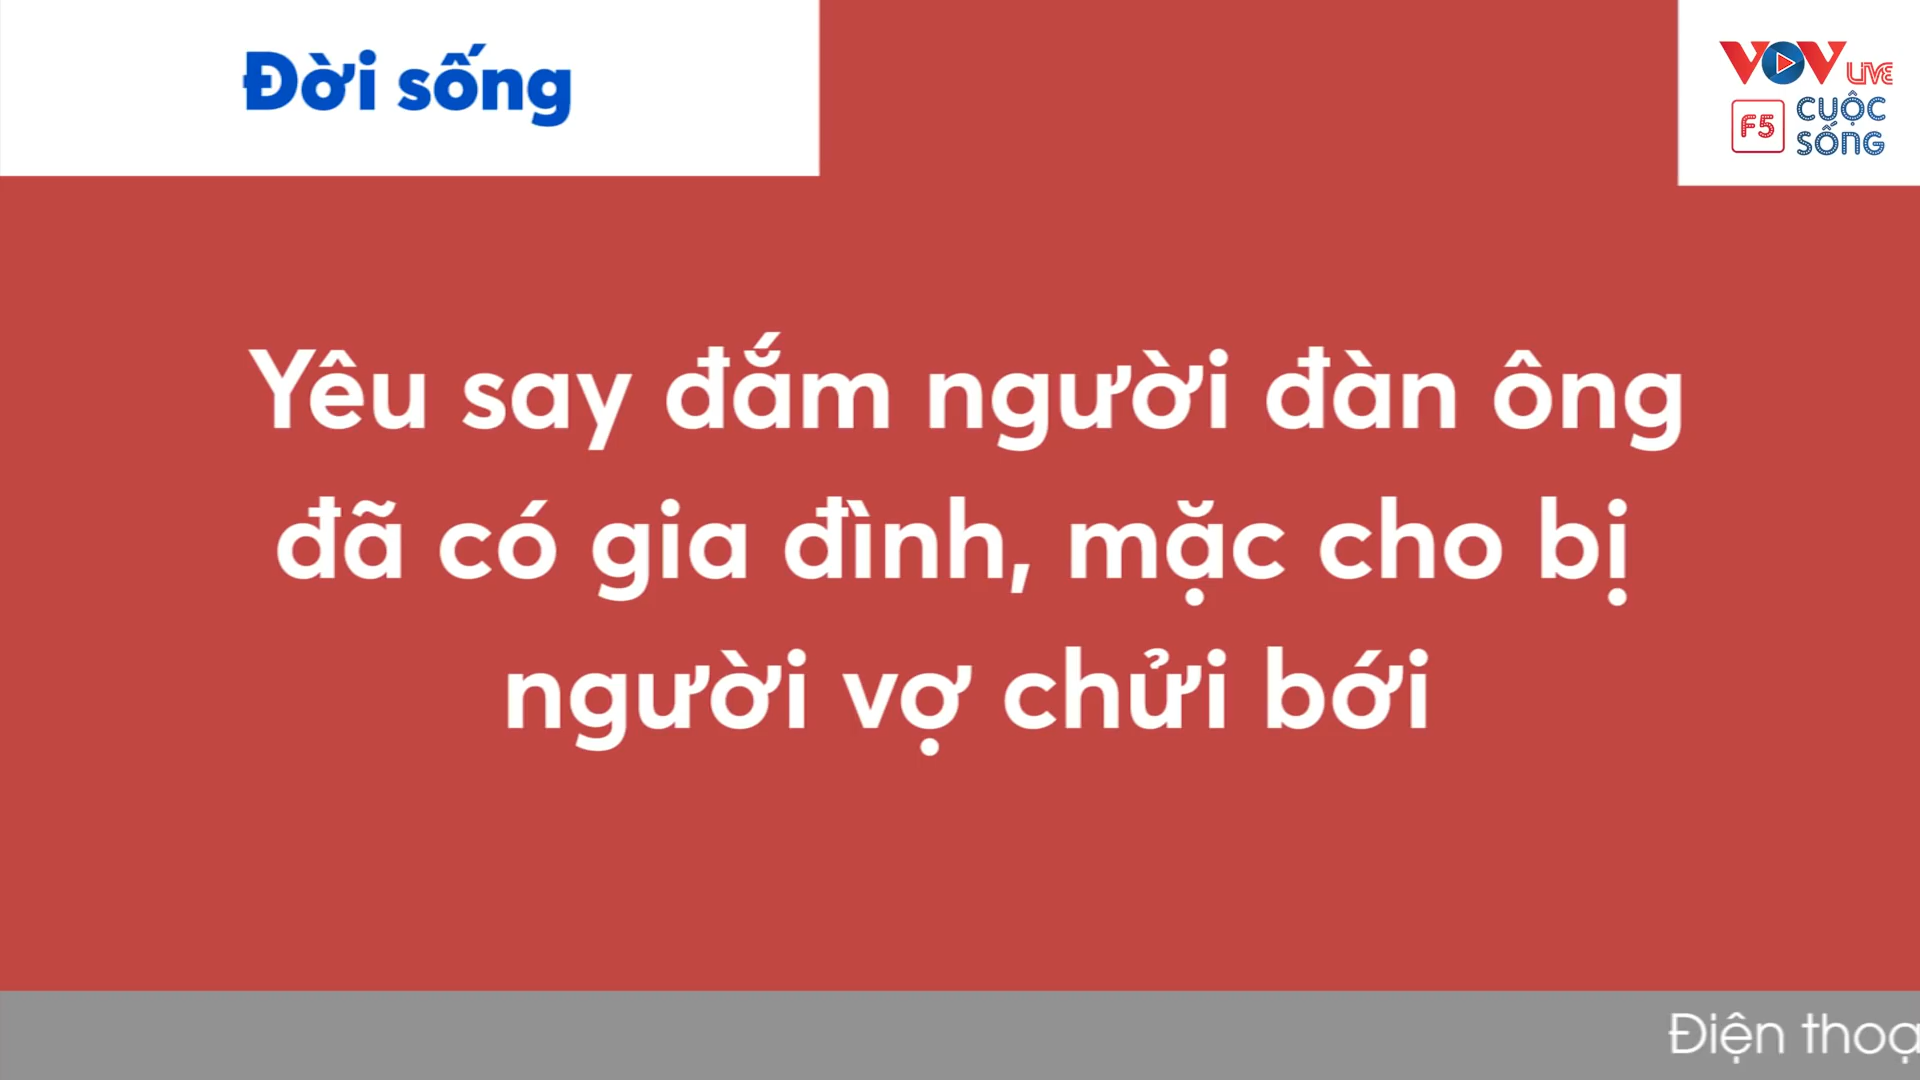 Đời sống
VOV LIVE
F5 CUỘC SỐNG
Yêu say đắm người đàn ông
đã có gia đình, mặc cho bị
người vợ chửi bới
Điện thoạ